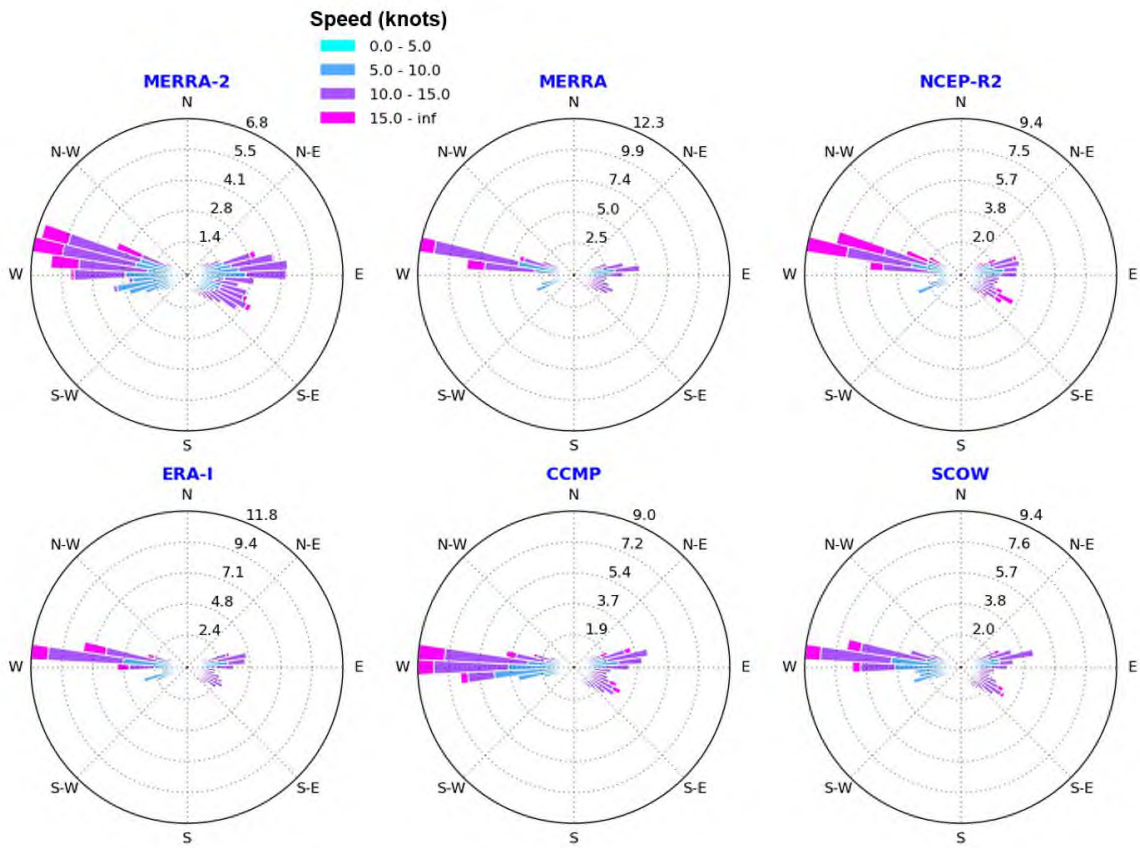 Speed (knots)
0.0 - 5.0
5.0 - 10.0
10.0 - 15.0
15.0 - inf
MERRA-2
N
6.8
5.5
4.1
2.8
1.4
N-W
N-E
W
E
S-W
S-E
S
MERRA
N
12.3
9.9
7.4
5.0
2.5
N-W
N-E
W
E
S-W
S-E
S
NCEP-R2
N
9.4
7.5
5.7
3.8
2.0
N-W
N-E
W
E
S-W
S-E
S
ERA-I
N
11.8
9.4
7.1
4.8
2.4
N-W
N-E
W
E
S-W
S-E
S
CCMP
N
9.0
7.2
5.4
3.7
1.9
N-W
N-E
W
E
S-W
S-E
S
SCOW
N
9.4
7.6
5.7
3.8
2.0
N-W
N-E
W
E
S-W
S-E
S